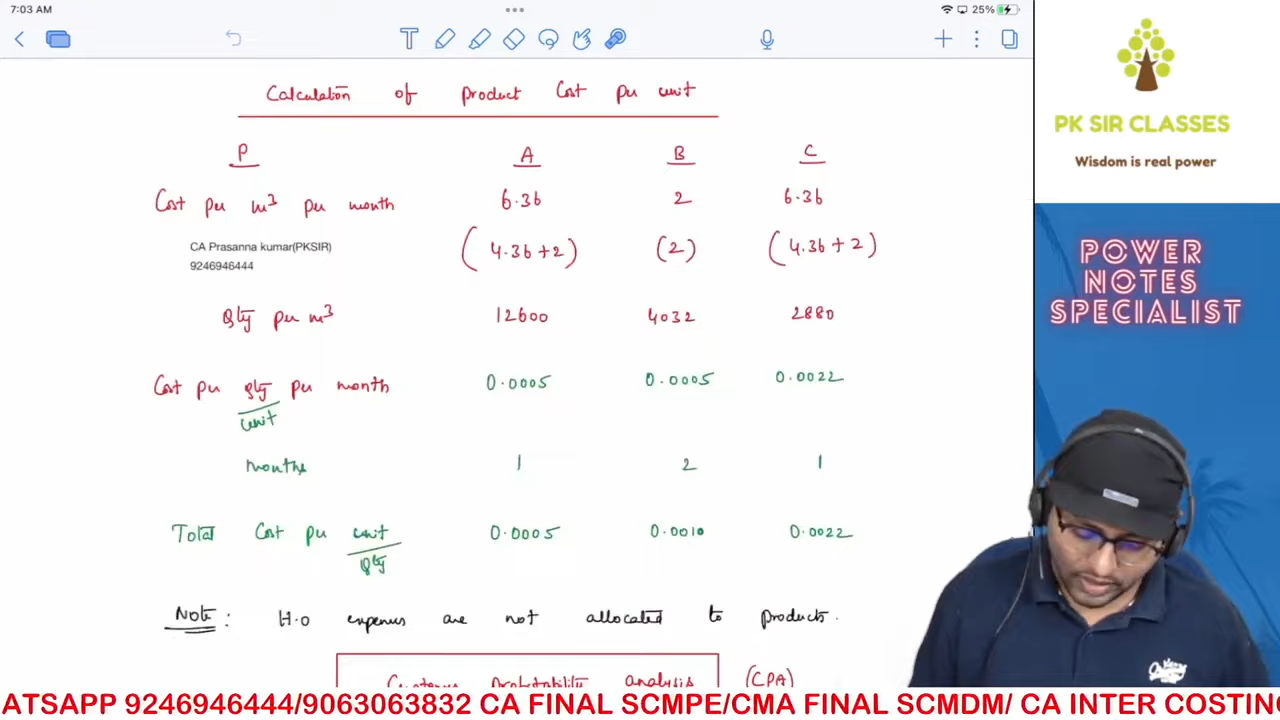 7:03 AM
25%
Calculation of product Cost per unit
P A B C
Cost per m³ per month 6.36 2 6.36
(4.36+2) (2) (4.36+2)
CA Prasanna kumar(PKSIR)
9246946444
Qty per m³ 12600 4032 2880
Cost per Qty per month 0.0005 0.0005 0.0022
unit
months 1 2 1
Total Cost per unit 0.0005 0.0010 0.0022
Qty
Note: H.O expenses are not allocated to products.
analysis (CPA)
PK SIR CLASSES
Wisdom is real power
POWER
NOTES
SPECIALIST
ATSAPP 9246946444/9063063832 CA FINAL SCMPE/CMA FINAL SCMDM/ CA INTER COSTING